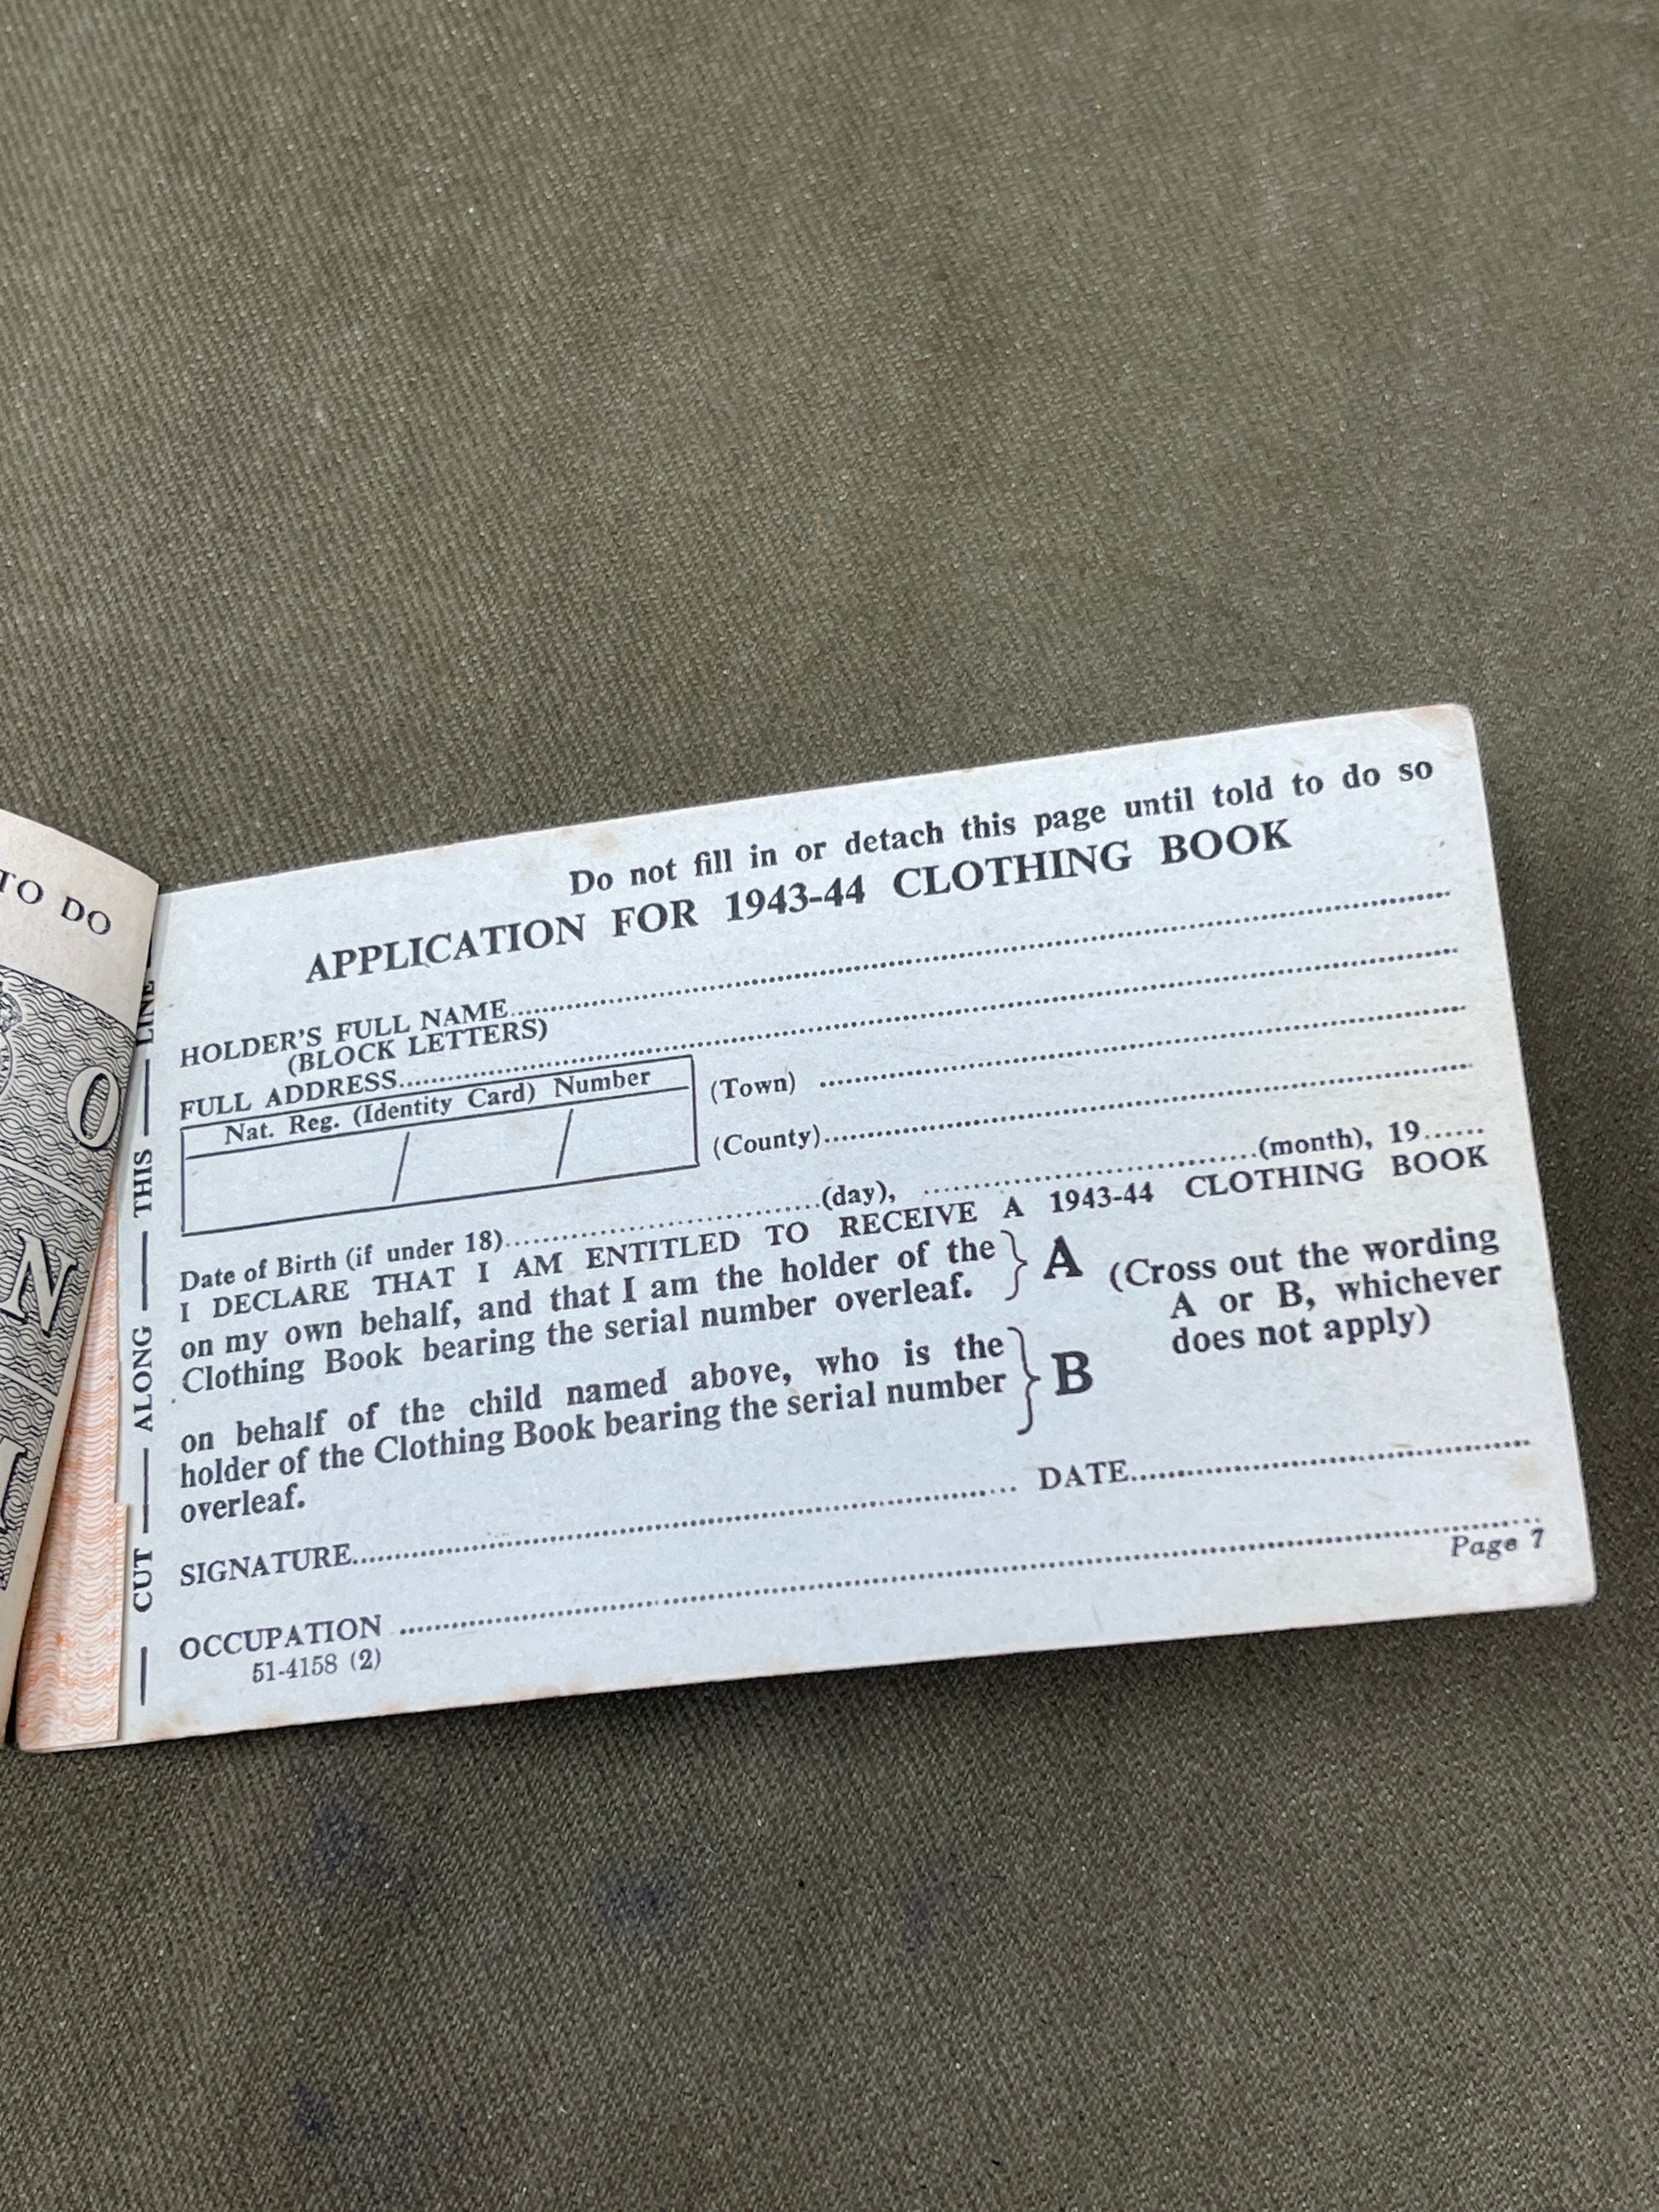 TO DO
O
N
CUT — ALONG — THIS — LINE
Do not fill in or detach this page until told to do so
APPLICATION FOR 1943-44 CLOTHING BOOK
HOLDER'S FULL NAME
(BLOCK LETTERS)
FULL ADDRESS
Nat. Reg. (Identity Card) Number
(Town)
(County)
Date of Birth (if under 18) (day), (month), 19
I DECLARE THAT I AM ENTITLED TO RECEIVE A 1943-44 CLOTHING BOOK
on my own behalf, and that I am the holder of the
Clothing Book bearing the serial number overleaf.
A
(Cross out the wording
A or B, whichever
does not apply)
on behalf of the child named above, who is the
holder of the Clothing Book bearing the serial number
overleaf.
B
SIGNATURE DATE
OCCUPATION
Page 7
51-4158 (2)